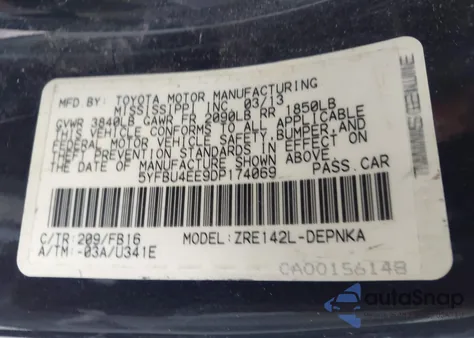 MFD BY: TOYOTA MOTOR MANUFACTURING
MISSISSIPPI INC 03/13
GVWR 3840LB GAWR FR 2090LB RR 1850LB
THIS VEHICLE CONFORMS TO ALL APPLICABLE
FEDERAL MOTOR VEHICLE SAFETY,BUMPER AND
THEFT PREVENTION STANDARDS IN EFFECT ON
THE DATE OF MANUFACTURE SHOWN ABOVE.
5YFBU4EE9DP174069 PASS.CAR
C/TR:209/FB16 MODEL:ZRE142L-DEPNKA
A/TM:-03A/U341E
CA00156148
autoSnap